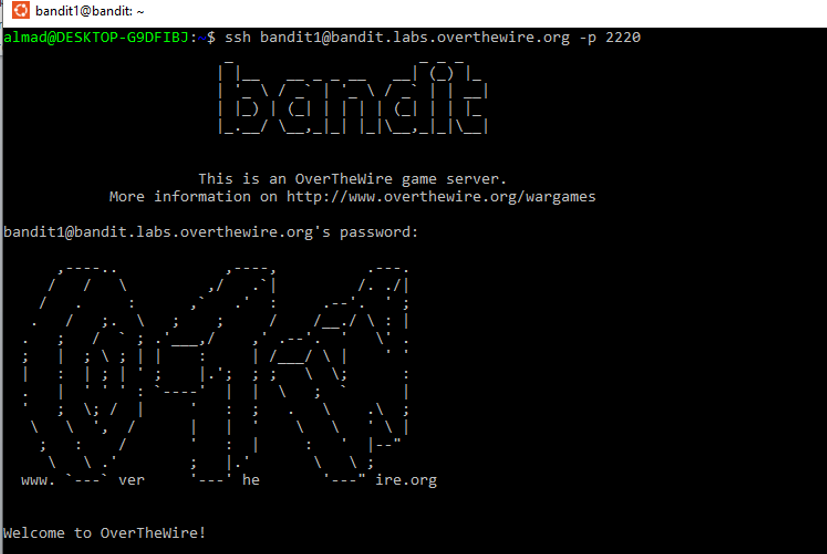 bandit1@bandit: ~
almad@DESKTOP-G9DFIBJ:~$ ssh bandit1@bandit.labs.overthewire.org -p 2220
bandit
This is an OverTheWire game server.
More information on http://www.overthewire.org/wargames
bandit1@bandit.labs.overthewire.org's password:
www. ver he ire.org
Welcome to OverTheWire!